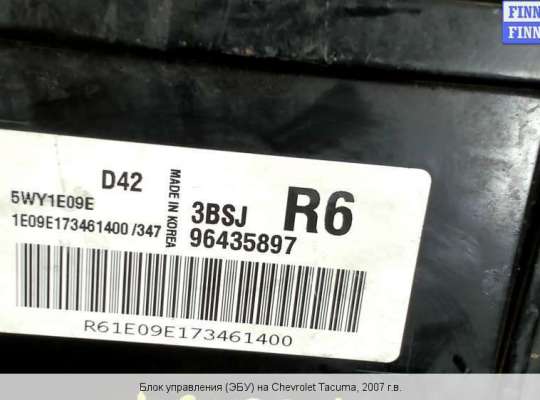 FINN
FINN
D42
5WY1E09E
1E09E173461400 /347
MADE IN KOREA
3BSJ
R6
96435897
R61E09E173461400
Блок управления (ЭБУ) на Chevrolet Tacuma, 2007 г.в.